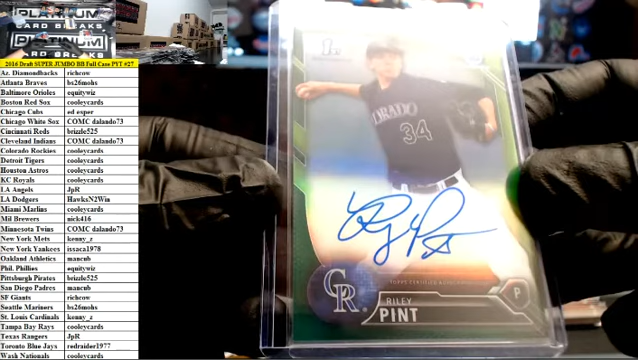 PLATINUM
CARD BREAKS
PLATINUM
CARD BREAKS
2016 Draft SUPER JUMBO BB Full Case PYT #27
Az. Diamondbacks richcow
Atlanta Braves bs26mohs
Baltimore Orioles equitywiz
Boston Red Sox cooleycards
Chicago Cubs ed esper
Chicago White Sox COMC dalando73
Cincinnati Reds brizzle525
Cleveland Indians COMC dalando73
Colorado Rockies cooleycards
Detroit Tigers cooleycards
Houston Astros cooleycards
KC Royals cooleycards
LA Angels JpR
LA Dodgers HawksN2Win
Miami Marlins cooleycards
Mil Brewers nick416
Minnesota Twins COMC dalando73
New York Mets kenny_z
New York Yankees issaca1978
Oakland Athletics mancub
Phil. Phillies equitywiz
Pittsburgh Pirates brizzle525
San Diego Padres mancub
SF Giants richcow
Seattle Mariners bs26mohs
St. Louis Cardinals kenny_z
Tampa Bay Rays cooleycards
Texas Rangers JpR
Toronto Blue Jays redraider1977
Wash Nationals cooleycards
1st
34
CR
TOPPS CERTIFIED
RILEY
PINT
P